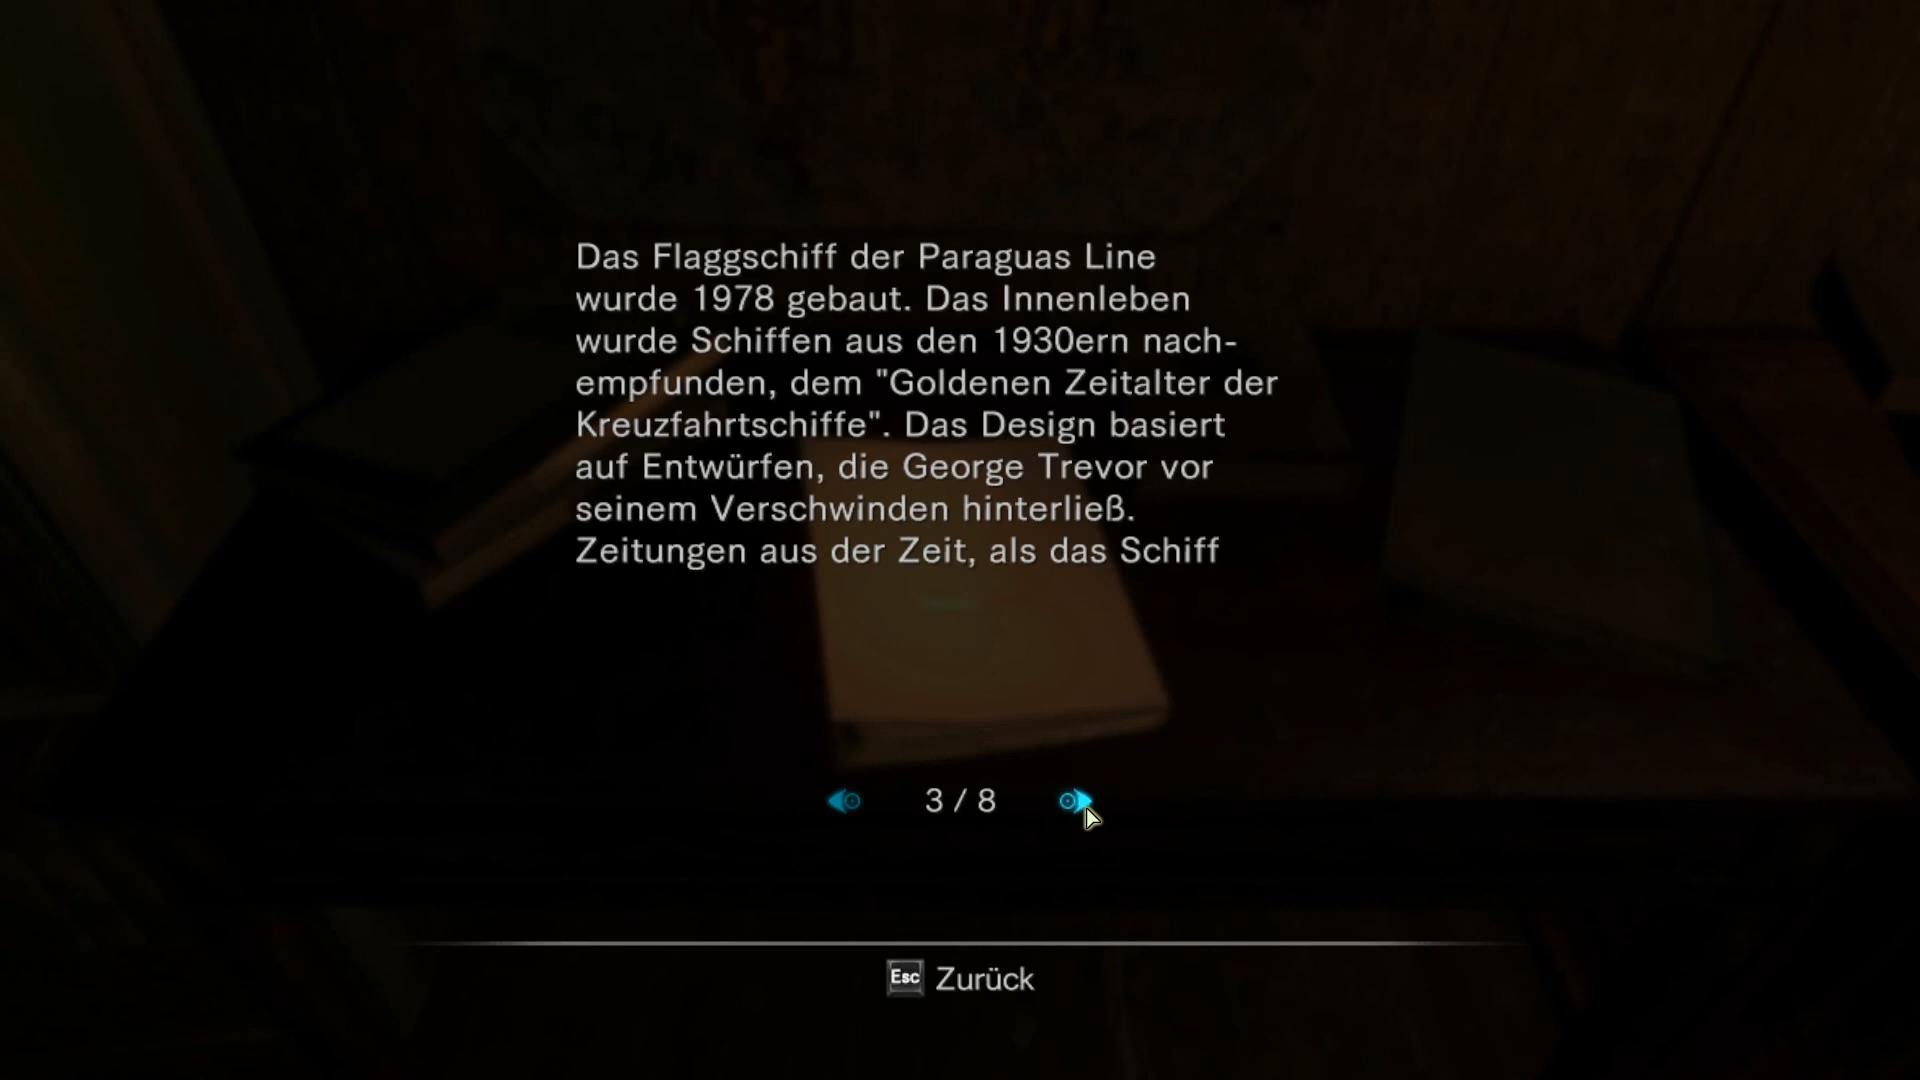 Das Flaggschiff der Paraguas Line
wurde 1978 gebaut. Das Innenleben
wurde Schiffen aus den 1930ern nach-
empfunden, dem "Goldenen Zeitalter der
Kreuzfahrtschiffe". Das Design basiert
auf Entwürfen, die George Trevor vor
seinem Verschwinden hinterließ.
Zeitungen aus der Zeit, als das Schiff
3 / 8
Esc Zurück